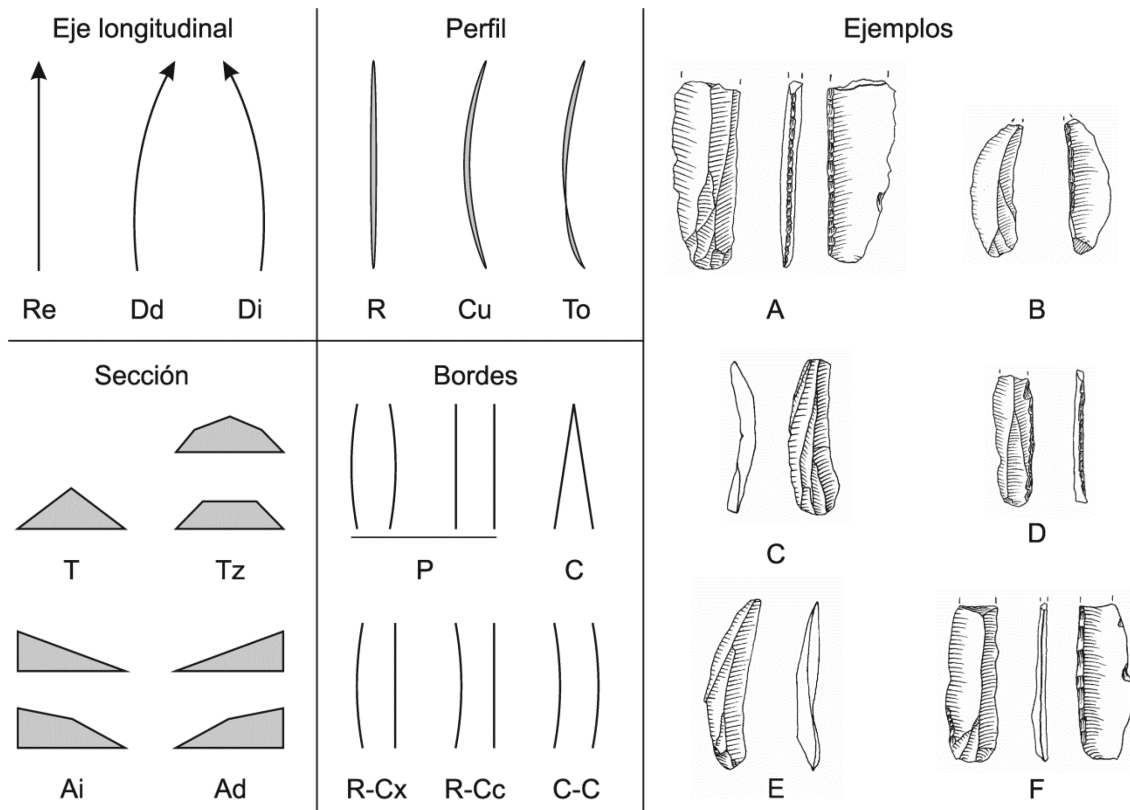 Eje longitudinal
Re Dd Di
Perfil
R Cu To
Sección
T Tz
Ai Ad
Bordes
P C
R-Cx R-Cc C-C
Ejemplos
A B
C D
E F